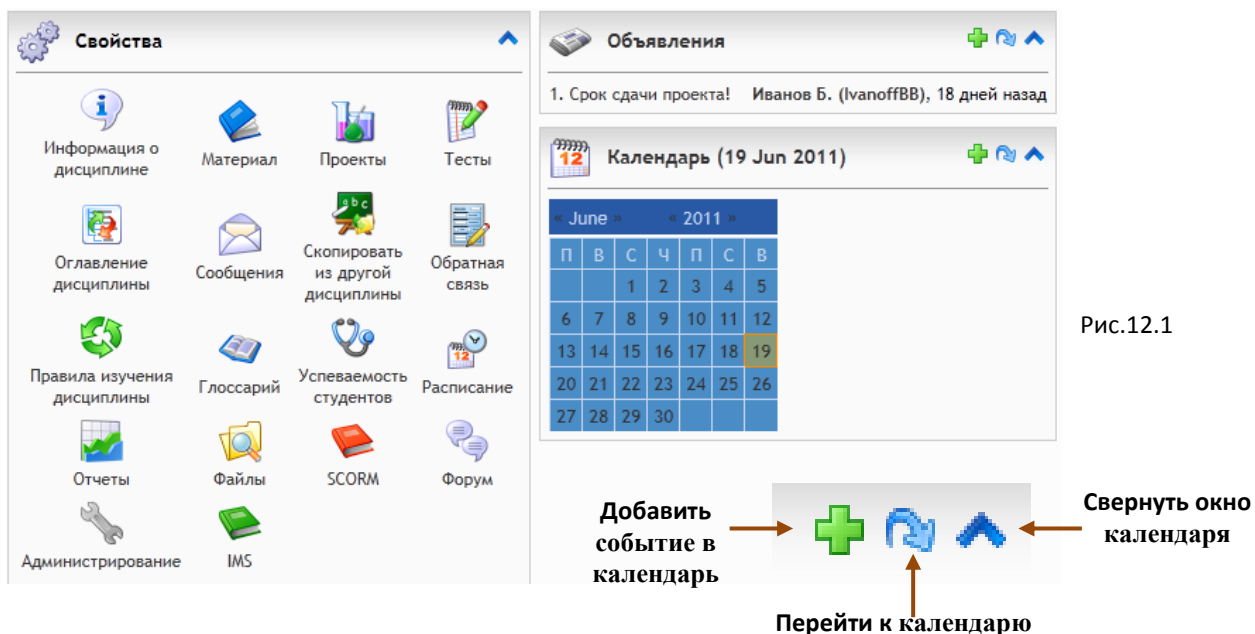 Свойства
Информация о
дисциплине
Материал
Проекты
Тесты
Оглавление
дисциплины
Сообщения
abc
Скопировать
из другой
дисциплины
Обратная
связь
Правила изучения
дисциплины
Глоссарий
Успеваемость
студентов
12
Расписание
Отчеты
Файлы
SCORM
Форум
Администрирование
IMS
Объявления
1. Срок сдачи проекта! Иванов Б. (IvanoffBB), 18 дней назад
12
Календарь (19 Jun 2011)
« June » « 2011 »
П В С Ч П С В
1 2 3 4 5
6 7 8 9 10 11 12
13 14 15 16 17 18 19
20 21 22 23 24 25 26
27 28 29 30
Рис.12.1
Добавить
событие в
календарь
Свернуть окно
календаря
Перейти к календарю